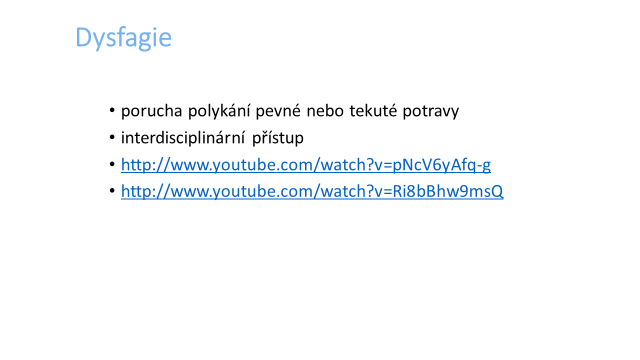 Dysfagie
• porucha polykání pevné nebo tekuté potravy
• interdisciplinární přístup
• http://www.youtube.com/watch?v=pNcV6yAfq-g
• http://www.youtube.com/watch?v=Ri8bBhw9msQ